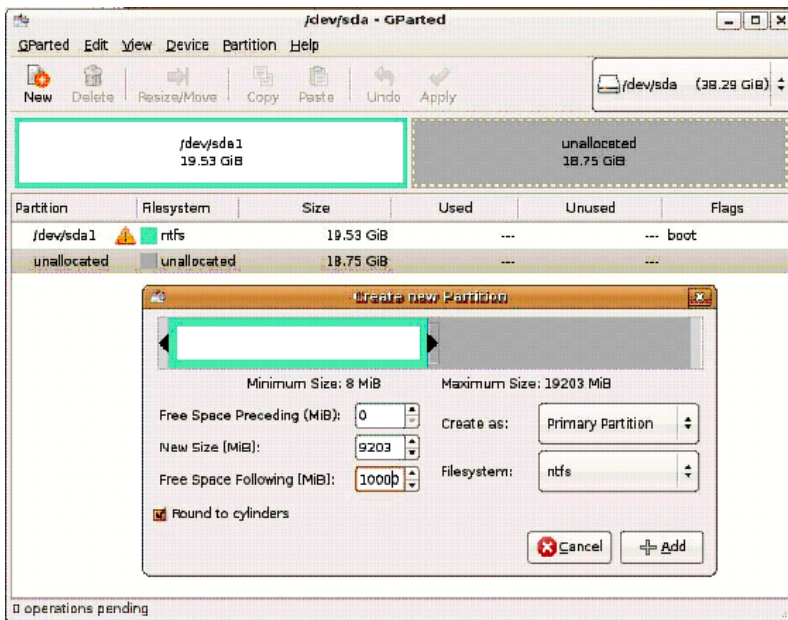 /dev/sda - GParted
GParted Edit View Device Partition Help
New Delete Resize/Move Copy Paste Undo Apply /dev/sda (38.29 GiB)
/dev/sda1 unallocated
19.53 GiB 18.75 GiB
Partition Filesystem Size Used Unused Flags
/dev/sda1 ntfs 19.53 GiB --- --- boot
unallocated unallocated 18.75 GiB --- ---
Create new Partition
Minimum Size: 8 MiB Maximum Size: 19203 MiB
Free Space Preceding (MiB): 0 Create as: Primary Partition
New Size (MiB): 9203
Free Space Following (MiB): 10000 Filesystem: ntfs
Round to cylinders
Cancel Add
0 operations pending